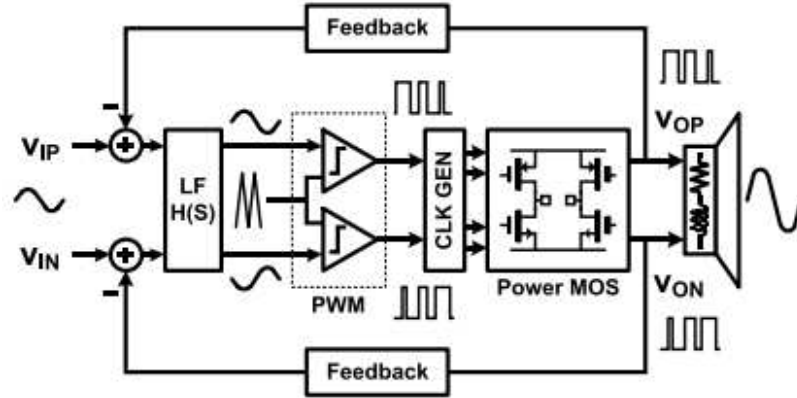 Feedback
VIP
VOP
LF
H(S)
CLK GEN
VIN
PWM
Power MOS
VON
Feedback